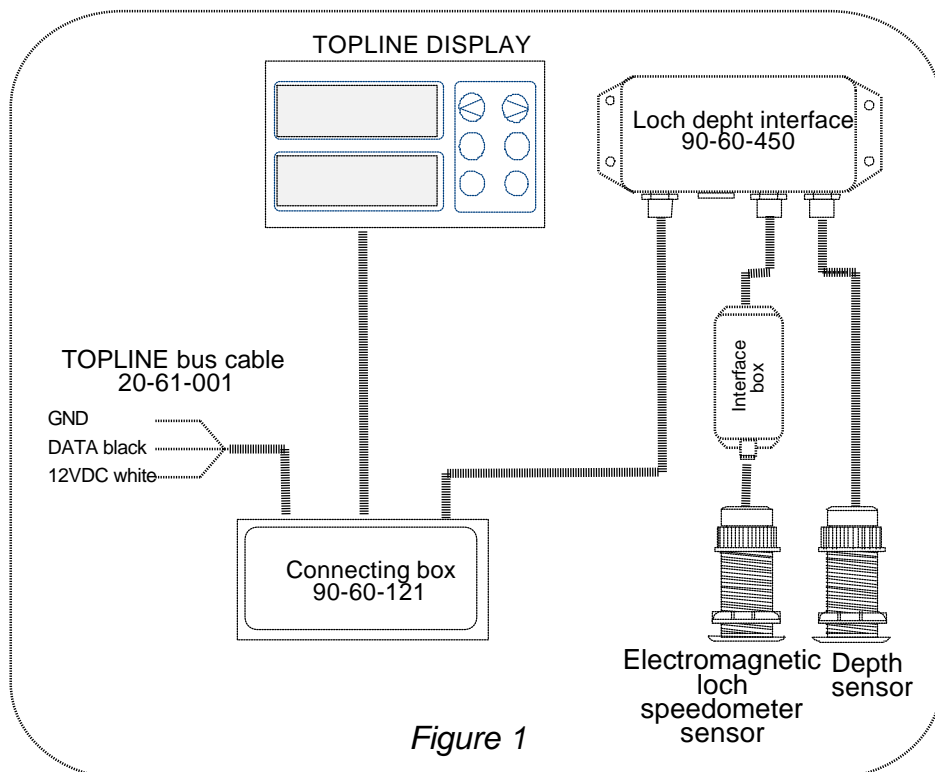 TOPLINE DISPLAY
Loch depht interface
90-60-450
TOPLINE bus cable
20-61-001
GND
DATA black
12VDC white
Interface
box
Connecting box
90-60-121
Electromagnetic
loch
speedometer
sensor
Depth
sensor
Figure 1